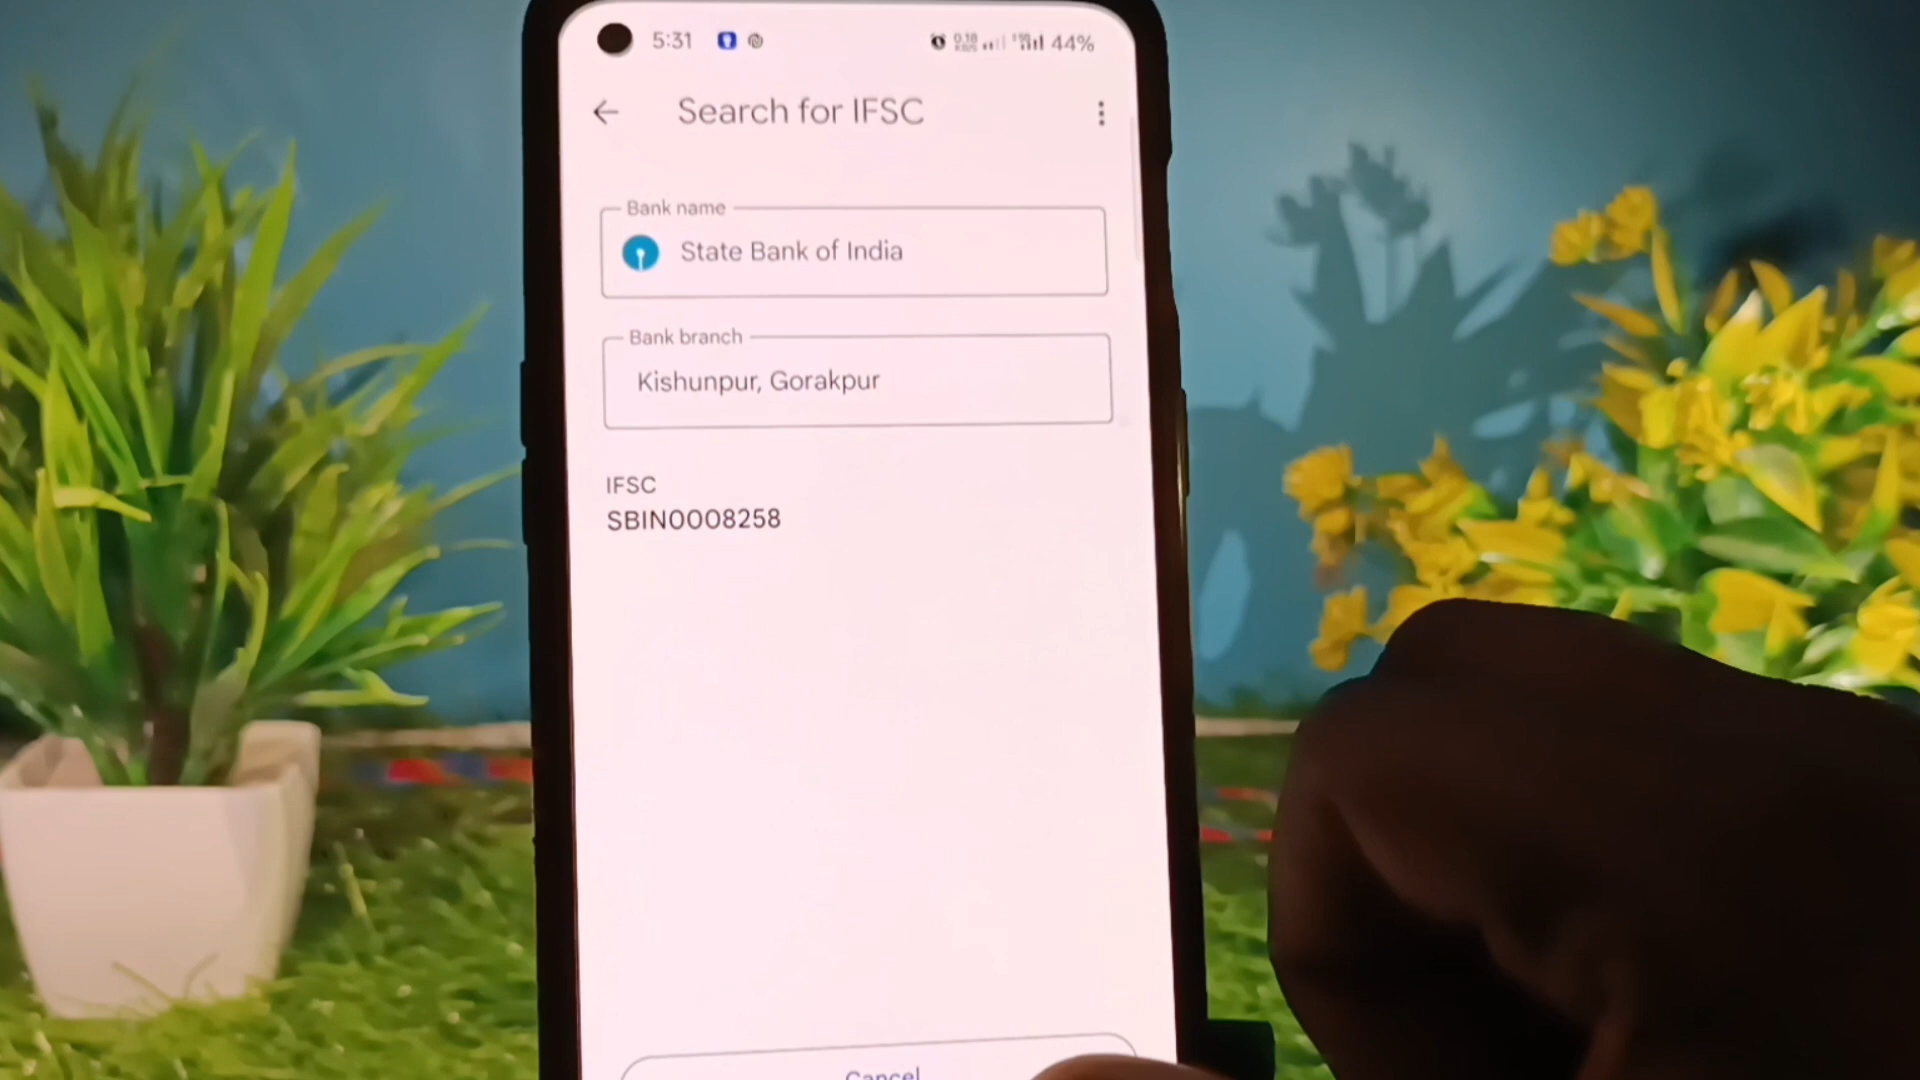 5:31
44%
Search for IFSC
Bank name
State Bank of India
Bank branch
Kishunpur, Gorakpur
IFSC
SBIN0008258
Cancel